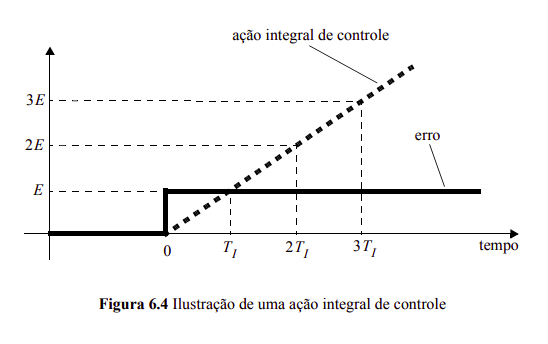 ação integral de controle
3E
2E
erro
E
0
T_I
2T_I
3T_I
tempo
Figura 6.4 Ilustração de uma ação integral de controle